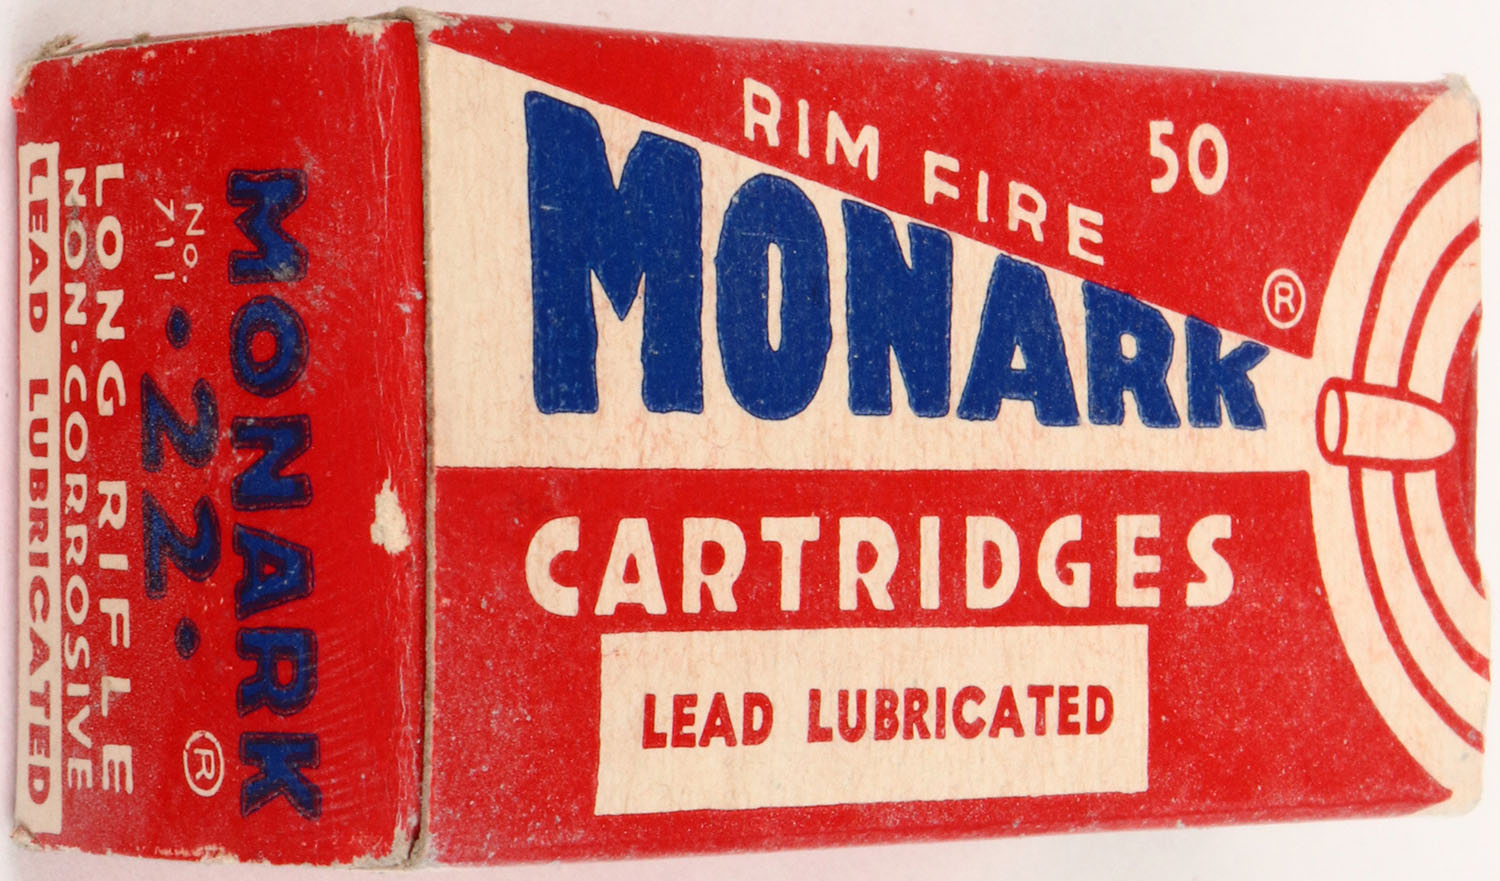 RIM FIRE 50
MONARK ®
CARTRIDGES
LEAD LUBRICATED
MONARK ®
No. 711
.22.
LONG RIFLE
NON-CORROSIVE
LEAD LUBRICATED